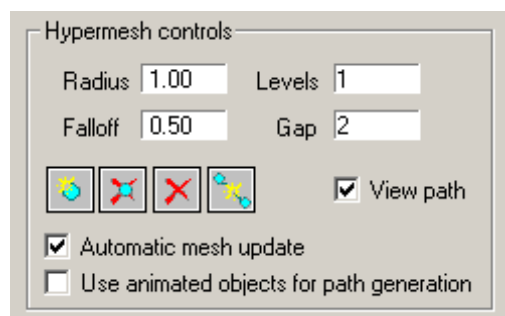 Hypermesh controls
Radius 1.00 Levels 1
Falloff 0.50 Gap 2
View path
Automatic mesh update
Use animated objects for path generation